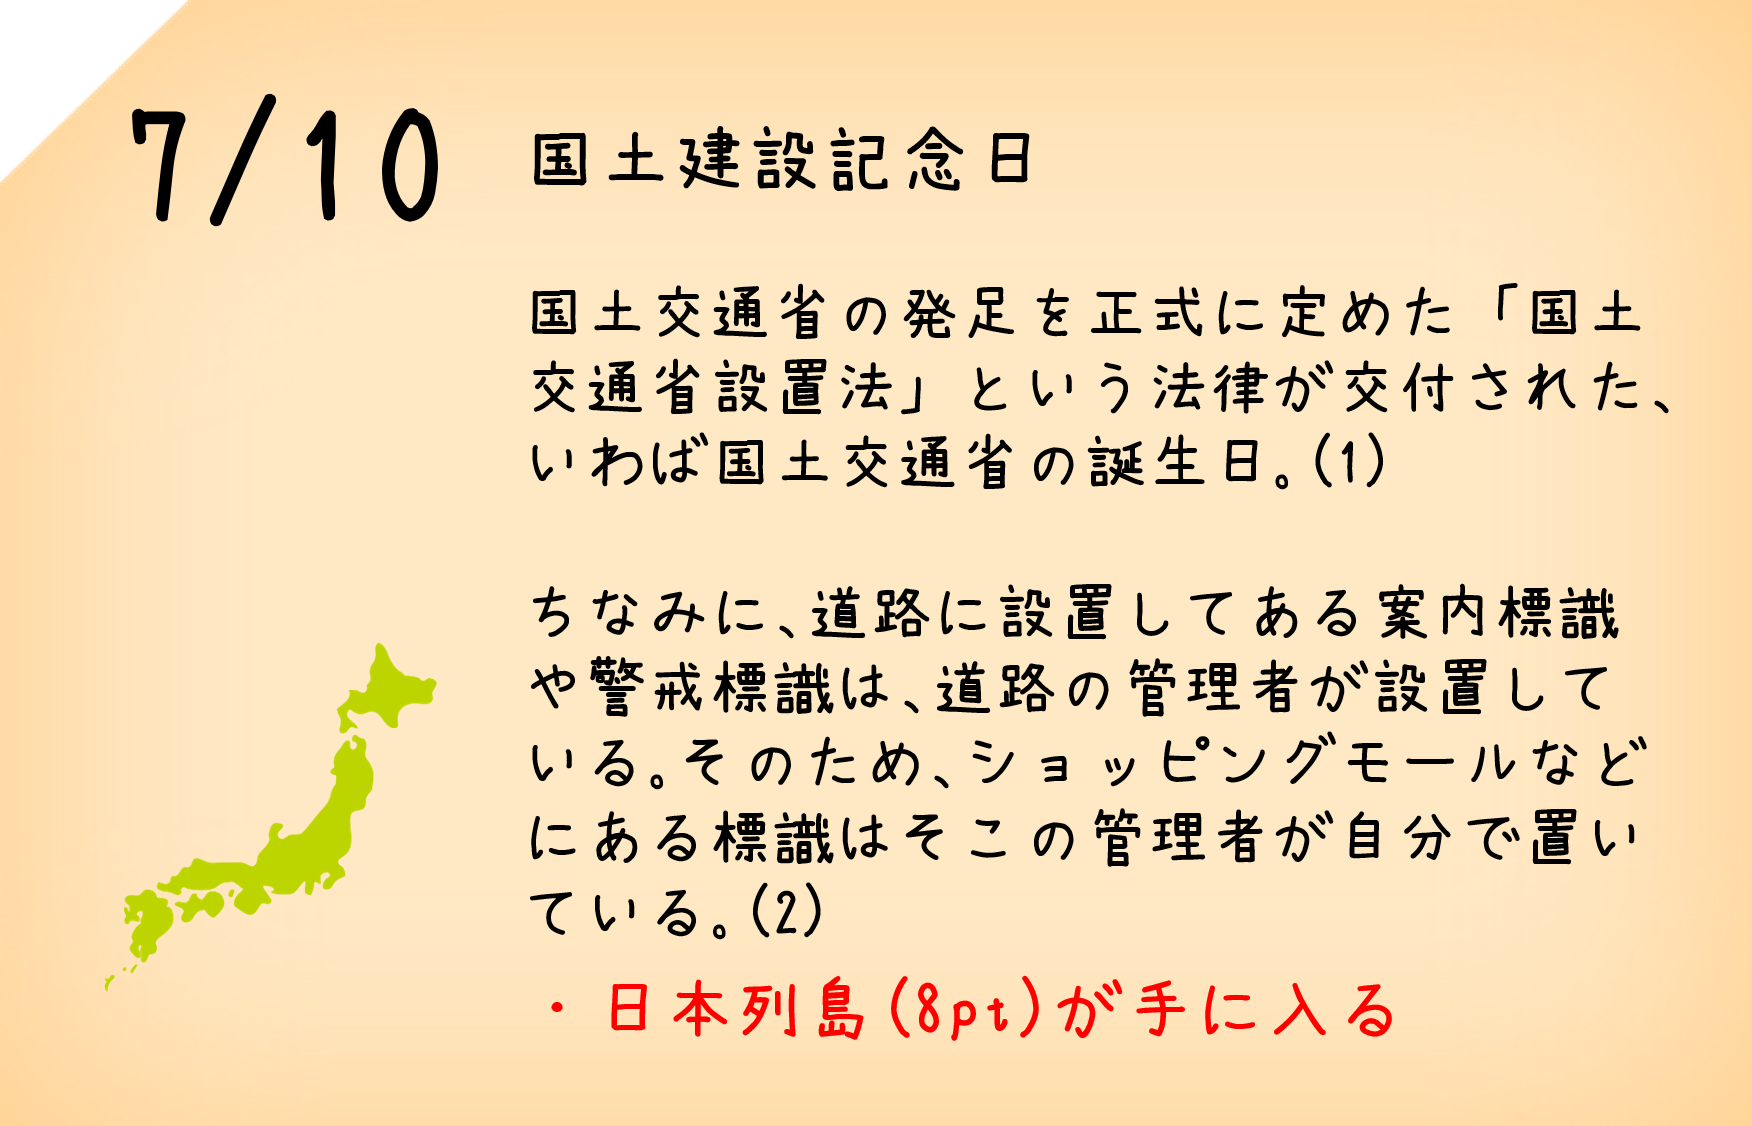 7/10
国土建設記念日
国土交通省の発足を正式に定めた「国土
交通省設置法」という法律が交付された、
いわば国土交通省の誕生日。(1)
ちなみに、道路に設置してある案内標識
や警戒標識は、道路の管理者が設置して
いる。そのため、ショッピングモールなど
にある標識はそこの管理者が自分で置い
ている。(2)
・日本列島(8pt)が手に入る